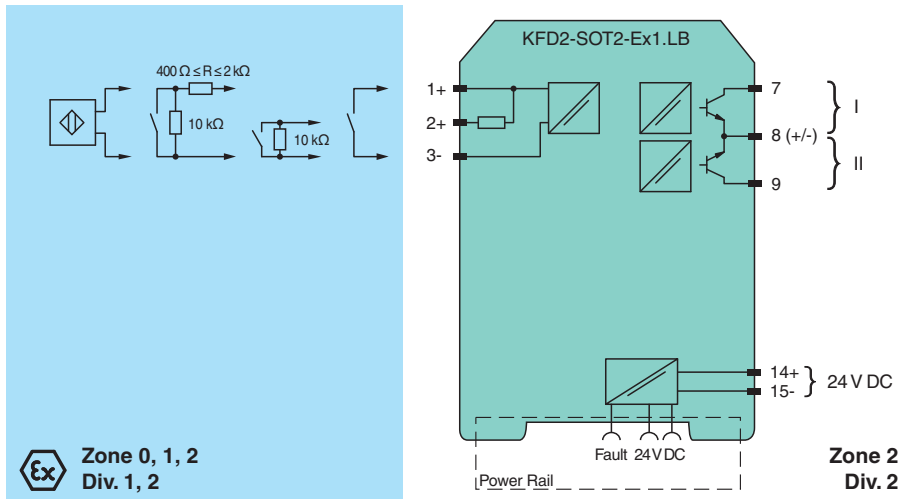 KFD2-SOT2-Ex1.LB
400 Ω ≤ R ≤ 2 kΩ
10 kΩ
10 kΩ
1+
2+
3-
7
I
8 (+/-)
II
9
14+
15-
24 V DC
Fault 24 V DC
Power Rail
Ex
Zone 0, 1, 2
Div. 1, 2
Zone 2
Div. 2